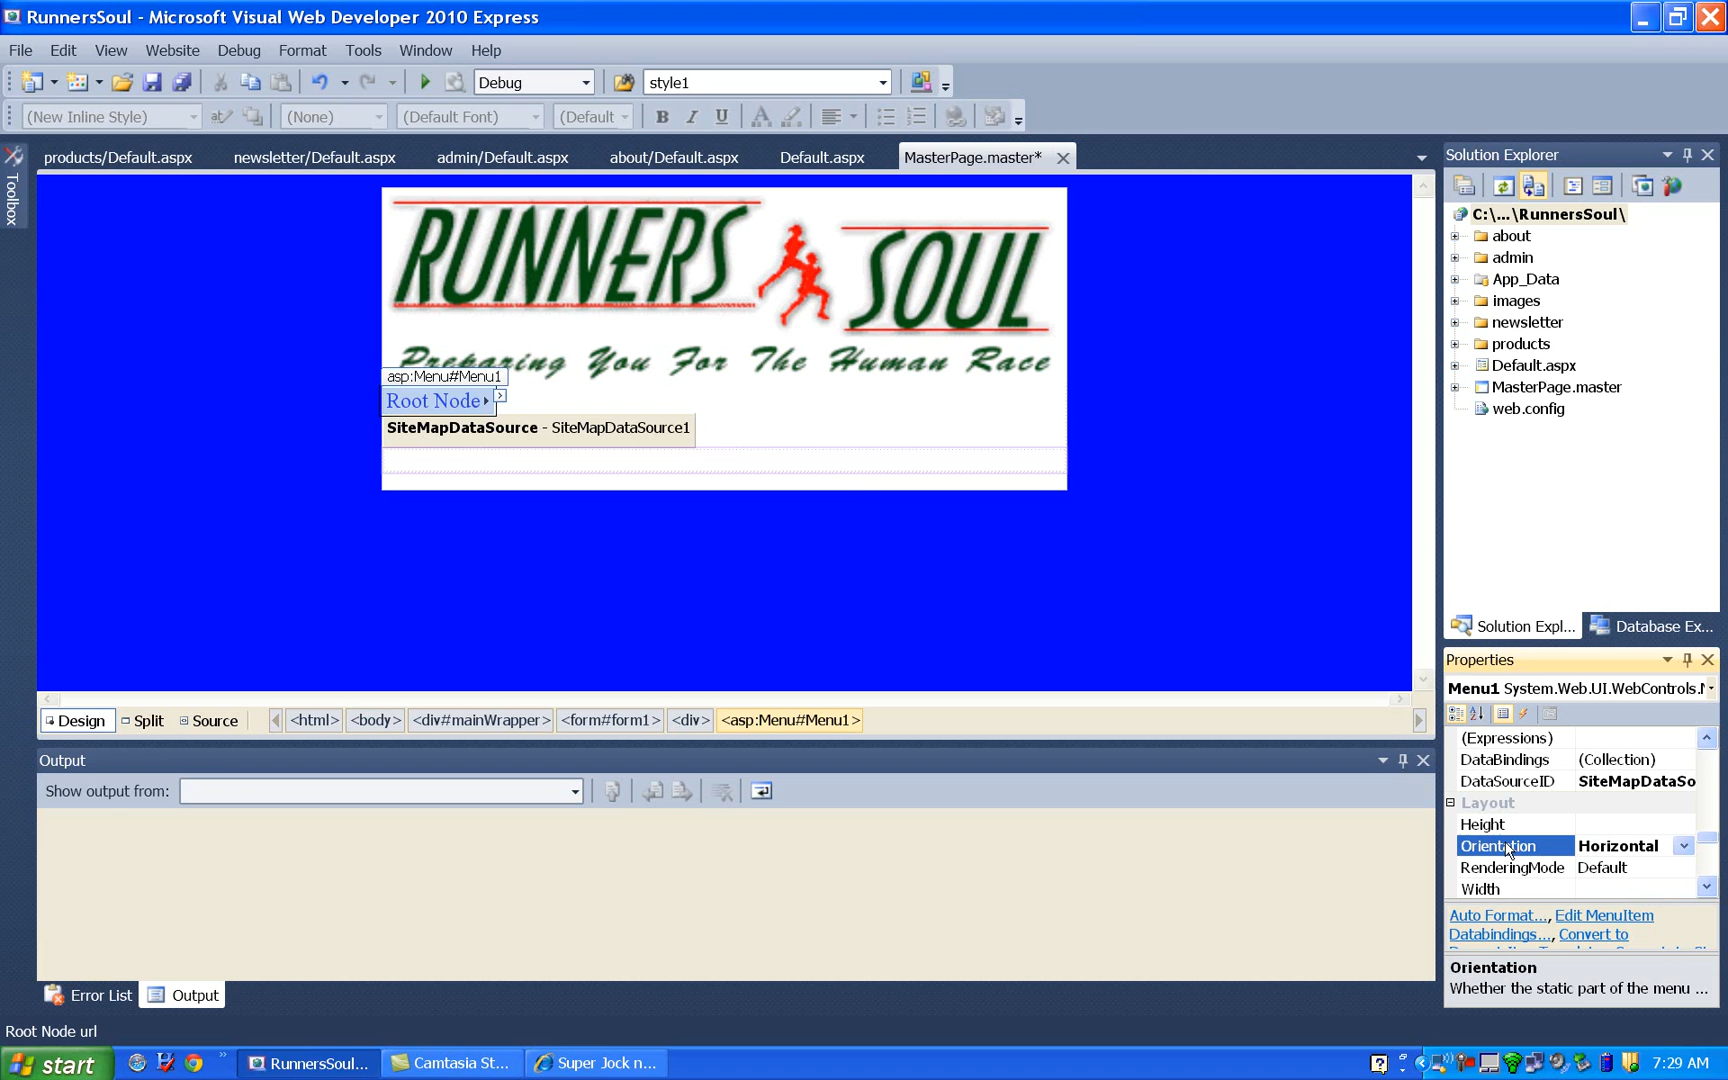 RunnersSoul - Microsoft Visual Web Developer 2010 Express
File Edit View Website Debug Format Tools Window Help
Debug style1
(New Inline Style) (None) (Default Font) (Default B I U A
products/Default.aspx newsletter/Default.aspx admin/Default.aspx about/Default.aspx Default.aspx MasterPage.master*
Toolbox
RUNNERS SOUL
Preparing You For The Human Race
asp:Menu#Menu1
Root Node
SiteMapDataSource - SiteMapDataSource1
Design Split Source <html> <body> <div#mainWrapper> <form#form1> <div> <asp:Menu#Menu1>
Output
Show output from:
Error List Output
Root Node url
Solution Explorer
C:\...\RunnersSoul\
about
admin
App_Data
images
newsletter
products
Default.aspx
MasterPage.master
web.config
Solution Expl... Database Ex...
Properties
Menu1 System.Web.UI.WebControls.
(Expressions)
DataBindings (Collection)
DataSourceID SiteMapDataSo
Layout
Height
Orientation Horizontal
RenderingMode Default
Width
Auto Format..., Edit MenuItem
Databindings..., Convert to
Orientation
Whether the static part of the menu ...
start RunnersSoul... Camtasia St... Super Jock n... 7:29 AM